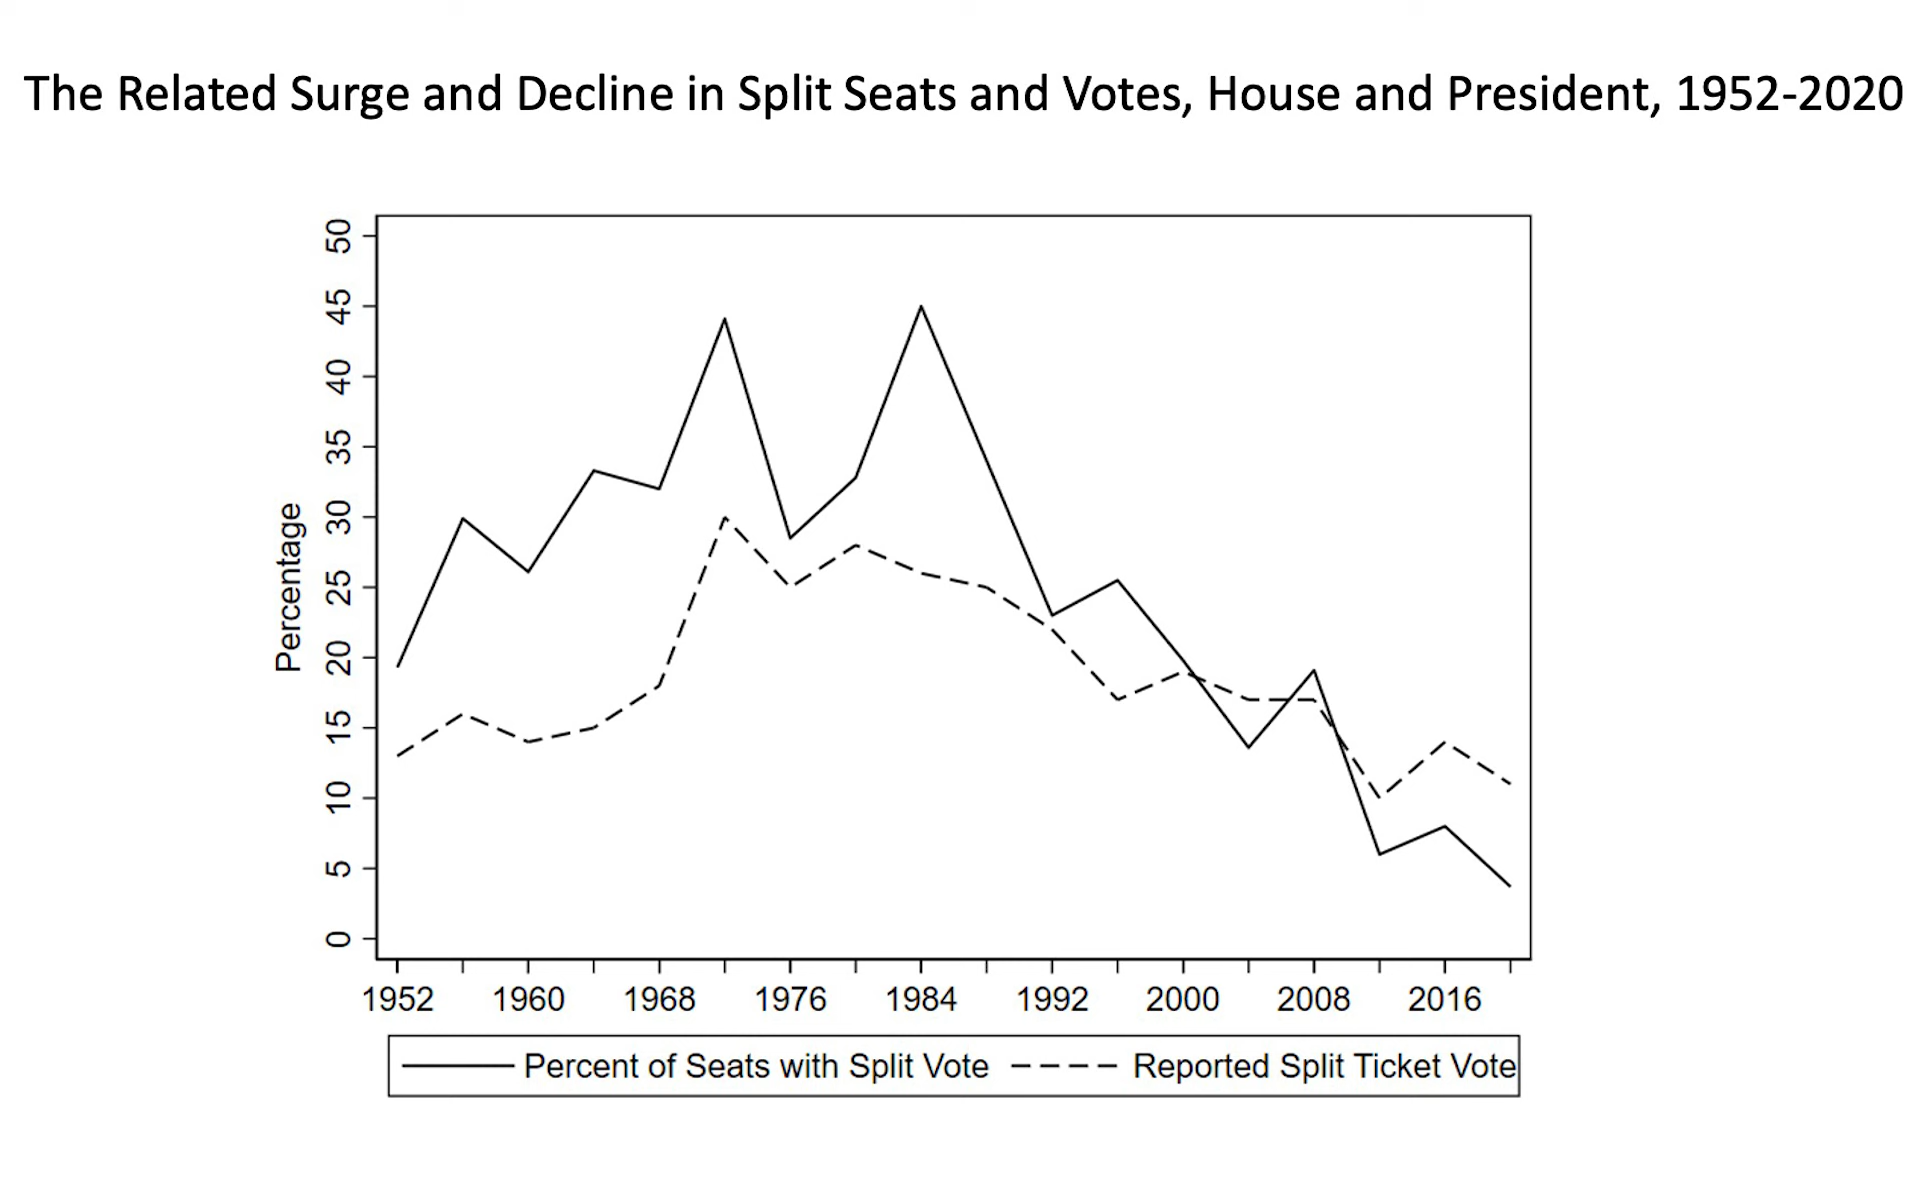 The Related Surge and Decline in Split Seats and Votes, House and President, 1952-2020
Percentage
50
45
40
35
30
25
20
15
10
5
0
1952 1960 1968 1976 1984 1992 2000 2008 2016
Percent of Seats with Split Vote Reported Split Ticket Vote